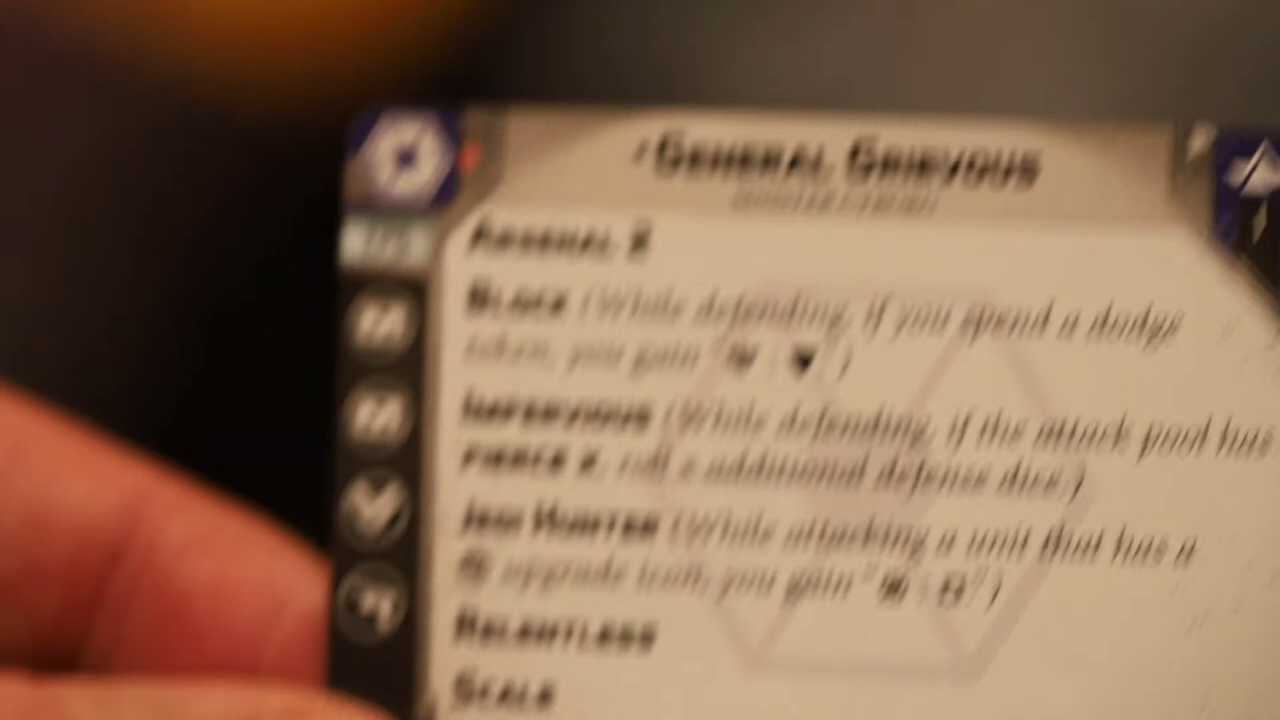 General Grievous
Arsenal 2
Block (While defending, if you spend a dodge
token, you gain " : ".)
Impervious (While defending, if the attack pool has
Pierce X, roll X additional defense dice.)
Jedi Hunter (While attacking a unit that has a
upgrade icon, you gain " : ".)
Relentless
Scale